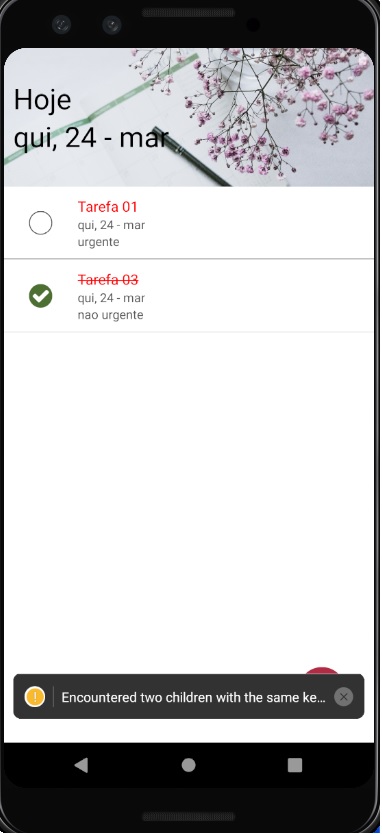 Hoje
qui, 24 - mar
Tarefa 01
qui, 24 - mar
urgente
Tarefa 03
qui, 24 - mar
nao urgente
Encountered two children with the same ke...